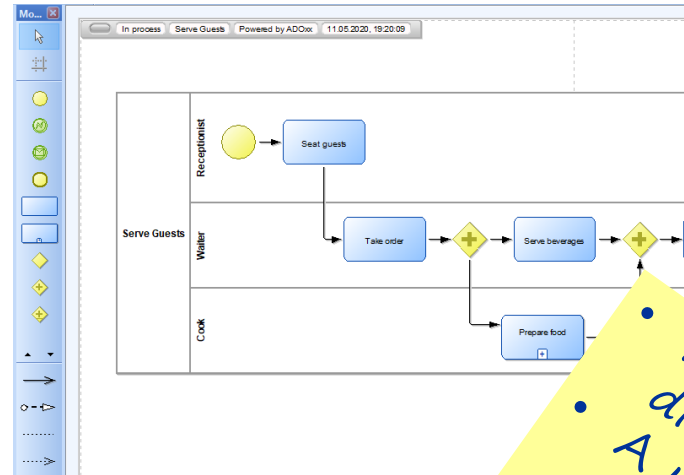 Mo...
In process Serve Guests Powered by ADOxx 11.05.2020, 19:20:09
Serve Guests
Receptionist
Seat guests
Waiter
Take order
Serve beverages
Cook
Prepare food
A